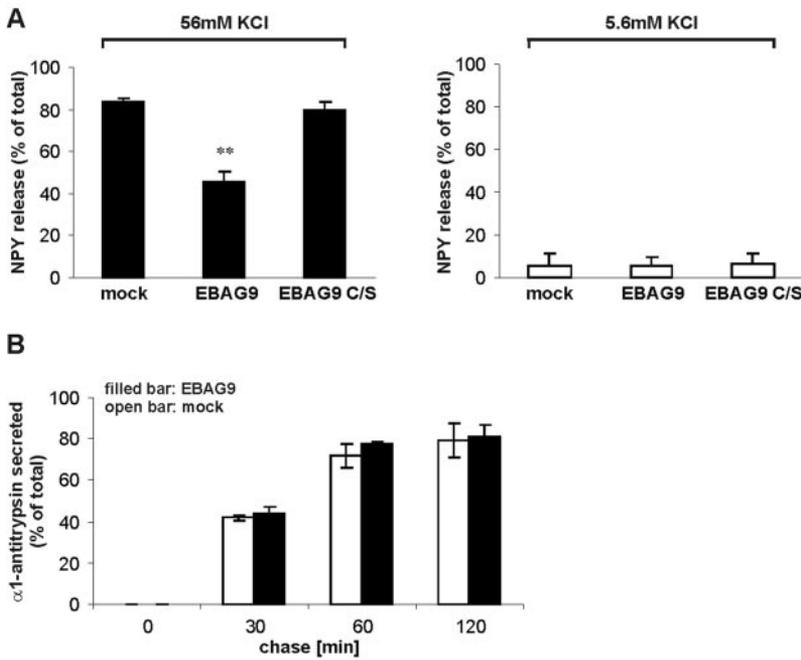 A
56mM KCl
NPY release (% of total)
100
80
60
40
20
0
**
mock EBAG9 EBAG9 C/S
5.6mM KCl
NPY release (% of total)
100
80
60
40
20
0
mock EBAG9 EBAG9 C/S
B
filled bar: EBAG9
open bar: mock
α1-antitrypsin secreted
(% of total)
100
80
60
40
20
0
0 30 60 120
chase [min]